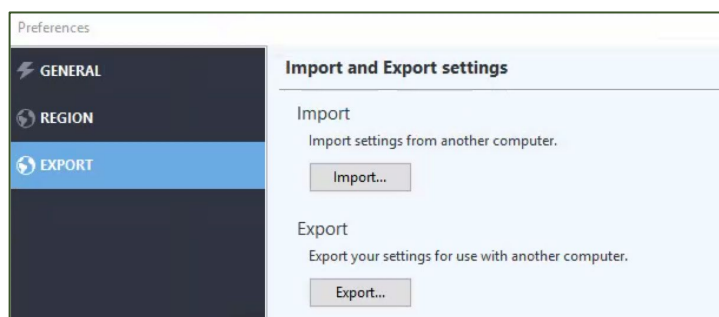 Preferences
GENERAL
REGION
EXPORT
Import and Export settings
Import
Import settings from another computer.
Import...
Export
Export your settings for use with another computer.
Export...